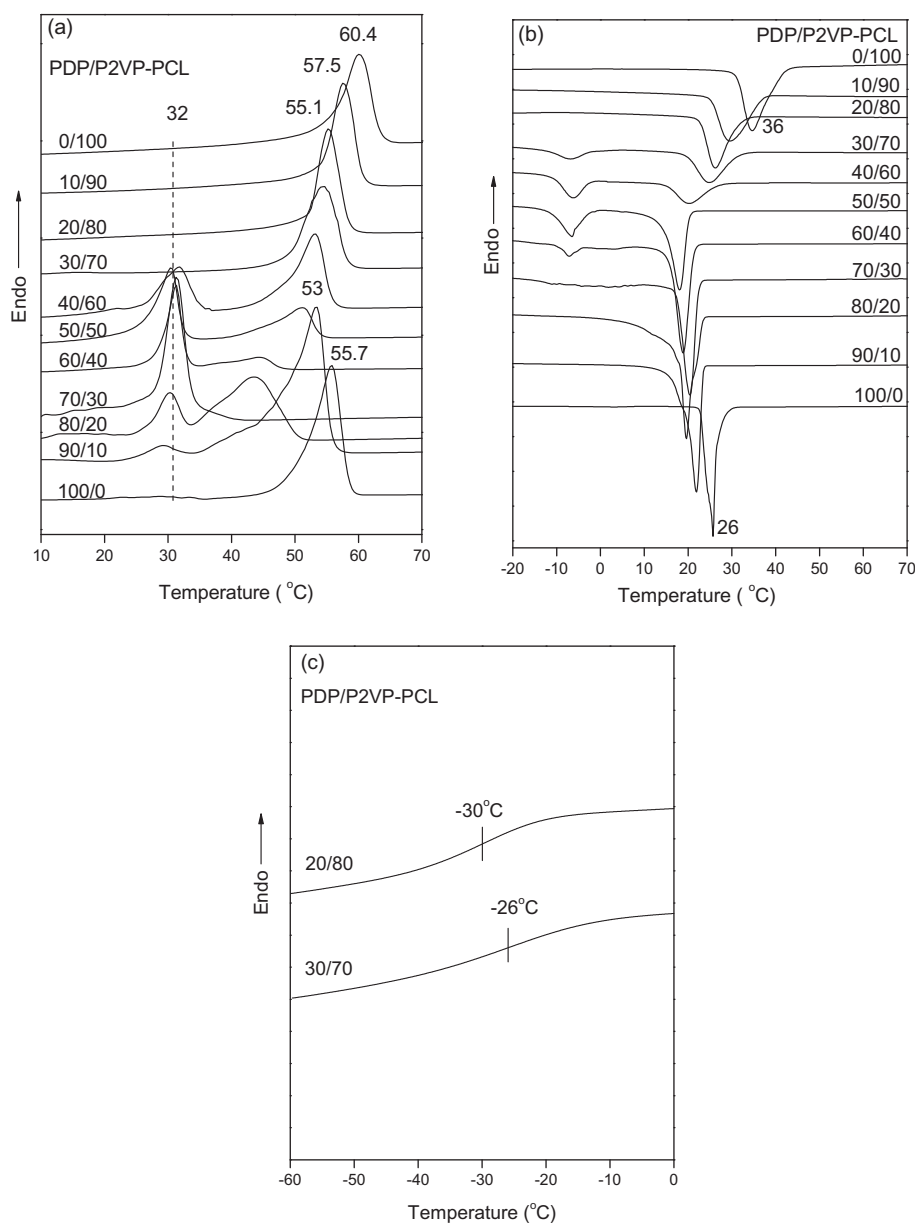 (a)
60.4
57.5
PDP/P2VP-PCL
55.1
32
0/100
10/90
20/80
30/70
53
40/60
50/50
55.7
60/40
70/30
80/20
90/10
100/0
Endo
10 20 30 40 50 60 70
Temperature ( °C)
(b)
PDP/P2VP-PCL
0/100
10/90
20/80
36
30/70
40/60
50/50
60/40
70/30
80/20
90/10
100/0
26
Endo
-20 -10 0 10 20 30 40 50 60 70
Temperature ( °C)
(c)
PDP/P2VP-PCL
-30°C
20/80
-26°C
30/70
Endo
-60 -50 -40 -30 -20 -10 0
Temperature (°C)